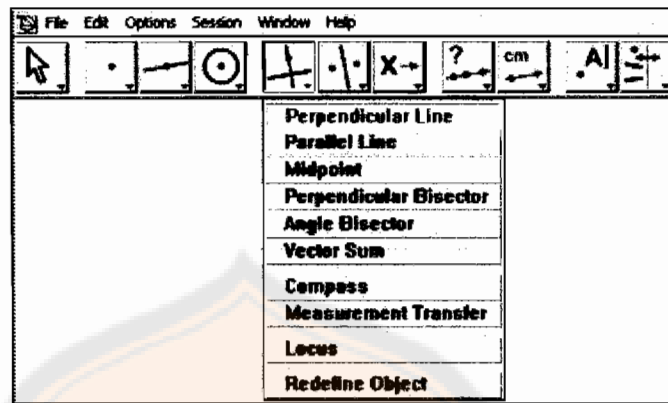 File Edit Options Session Window Help
X ? cm A
Perpendicular Line
Parallel Line
Midpoint
Perpendicular Bisector
Angle Bisector
Vector Sum
Compass
Measurement Transfer
Locus
Redefine Object